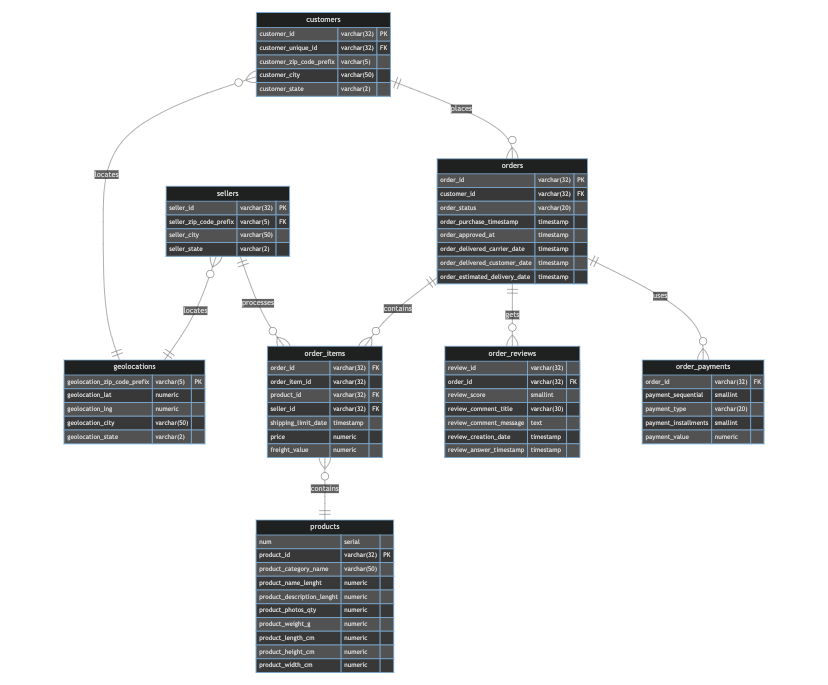 customers
customer_id varchar(32) PK
customer_unique_id varchar(32) FK
customer_zip_code_prefix varchar(5)
customer_city varchar(50)
customer_state varchar(2)
places
locates
orders
order_id varchar(32) PK
customer_id varchar(32) FK
order_status varchar(20)
order_purchase_timestamp timestamp
order_approved_at timestamp
order_delivered_carrier_date timestamp
order_delivered_customer_date timestamp
order_estimated_delivery_date timestamp
sellers
seller_id varchar(32) PK
seller_zip_code_prefix varchar(5) FK
seller_city varchar(50)
seller_state varchar(2)
locates
processes
contains
gets
uses
geolocations
geolocation_zip_code_prefix varchar(5) PK
geolocation_lat numeric
geolocation_lng numeric
geolocation_city varchar(50)
geolocation_state varchar(2)
order_items
order_id varchar(32) FK
order_item_id varchar(32)
product_id varchar(32) FK
seller_id varchar(32) FK
shipping_limit_date timestamp
price numeric
freight_value numeric
order_reviews
review_id varchar(32)
order_id varchar(32) FK
review_score smallint
review_comment_title varchar(30)
review_comment_message text
review_creation_date timestamp
review_answer_timestamp timestamp
order_payments
order_id varchar(32) FK
payment_sequential smallint
payment_type varchar(20)
payment_installments smallint
payment_value numeric
contains
products
num serial
product_id varchar(32) PK
product_category_name varchar(50)
product_name_lenght numeric
product_description_lenght numeric
product_photos_qty numeric
product_weight_g numeric
product_length_cm numeric
product_height_cm numeric
product_width_cm numeric